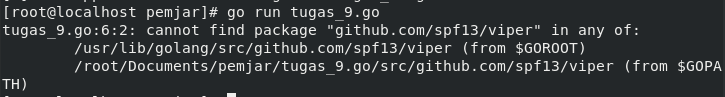 [root@localhost pemjar]# go run tugas_9.go
tugas_9.go:6:2: cannot find package "github.com/spf13/viper" in any of:
        /usr/lib/golang/src/github.com/spf13/viper (from $GOROOT)
        /root/Documents/pemjar/tugas_9.go/src/github.com/spf13/viper (from $GOPA
TH)